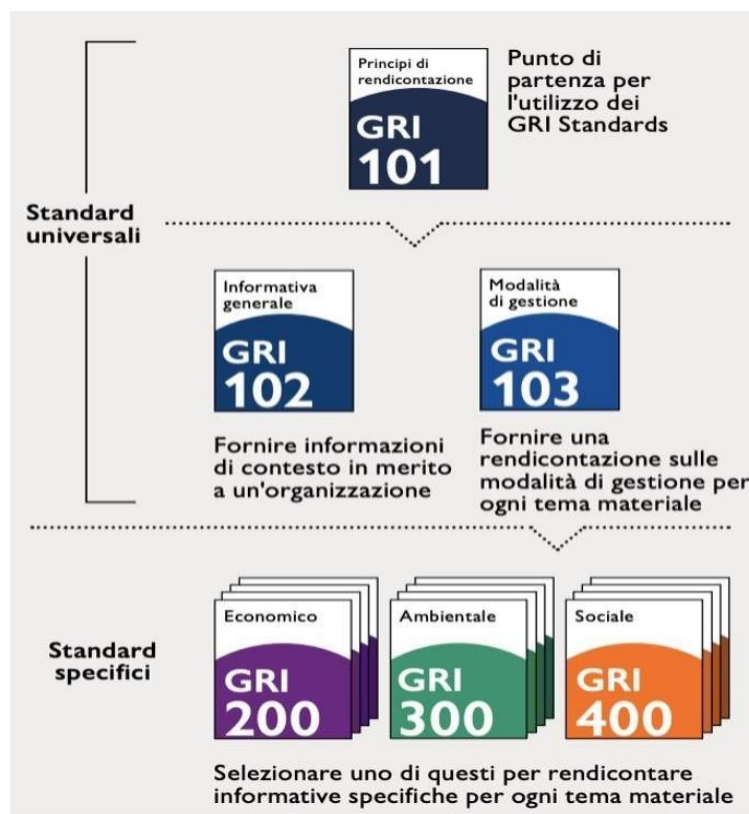 Principi di
rendicontazione
GRI
101
Punto di
partenza per
l'utilizzo dei
GRI Standards
Standard
universali
Informativa
generale
GRI
102
Modalità
di gestione
GRI
103
Fornire informazioni
di contesto in merito
a un'organizzazione
Fornire una
rendicontazione sulle
modalità di gestione per
ogni tema materiale
Standard
specifici
Economico
GRI
200
Ambientale
GRI
300
Sociale
GRI
400
Selezionare uno di questi per rendicontare
informative specifiche per ogni tema materiale